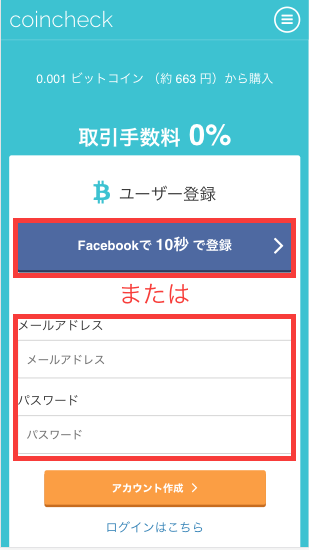 coincheck
0.001 ビットコイン （約 663 円）から購入
取引手数料 0%
ユーザー登録
Facebookで 10秒 で登録
または
メールアドレス
メールアドレス
パスワード
パスワード
アカウント作成
ログインはこちら